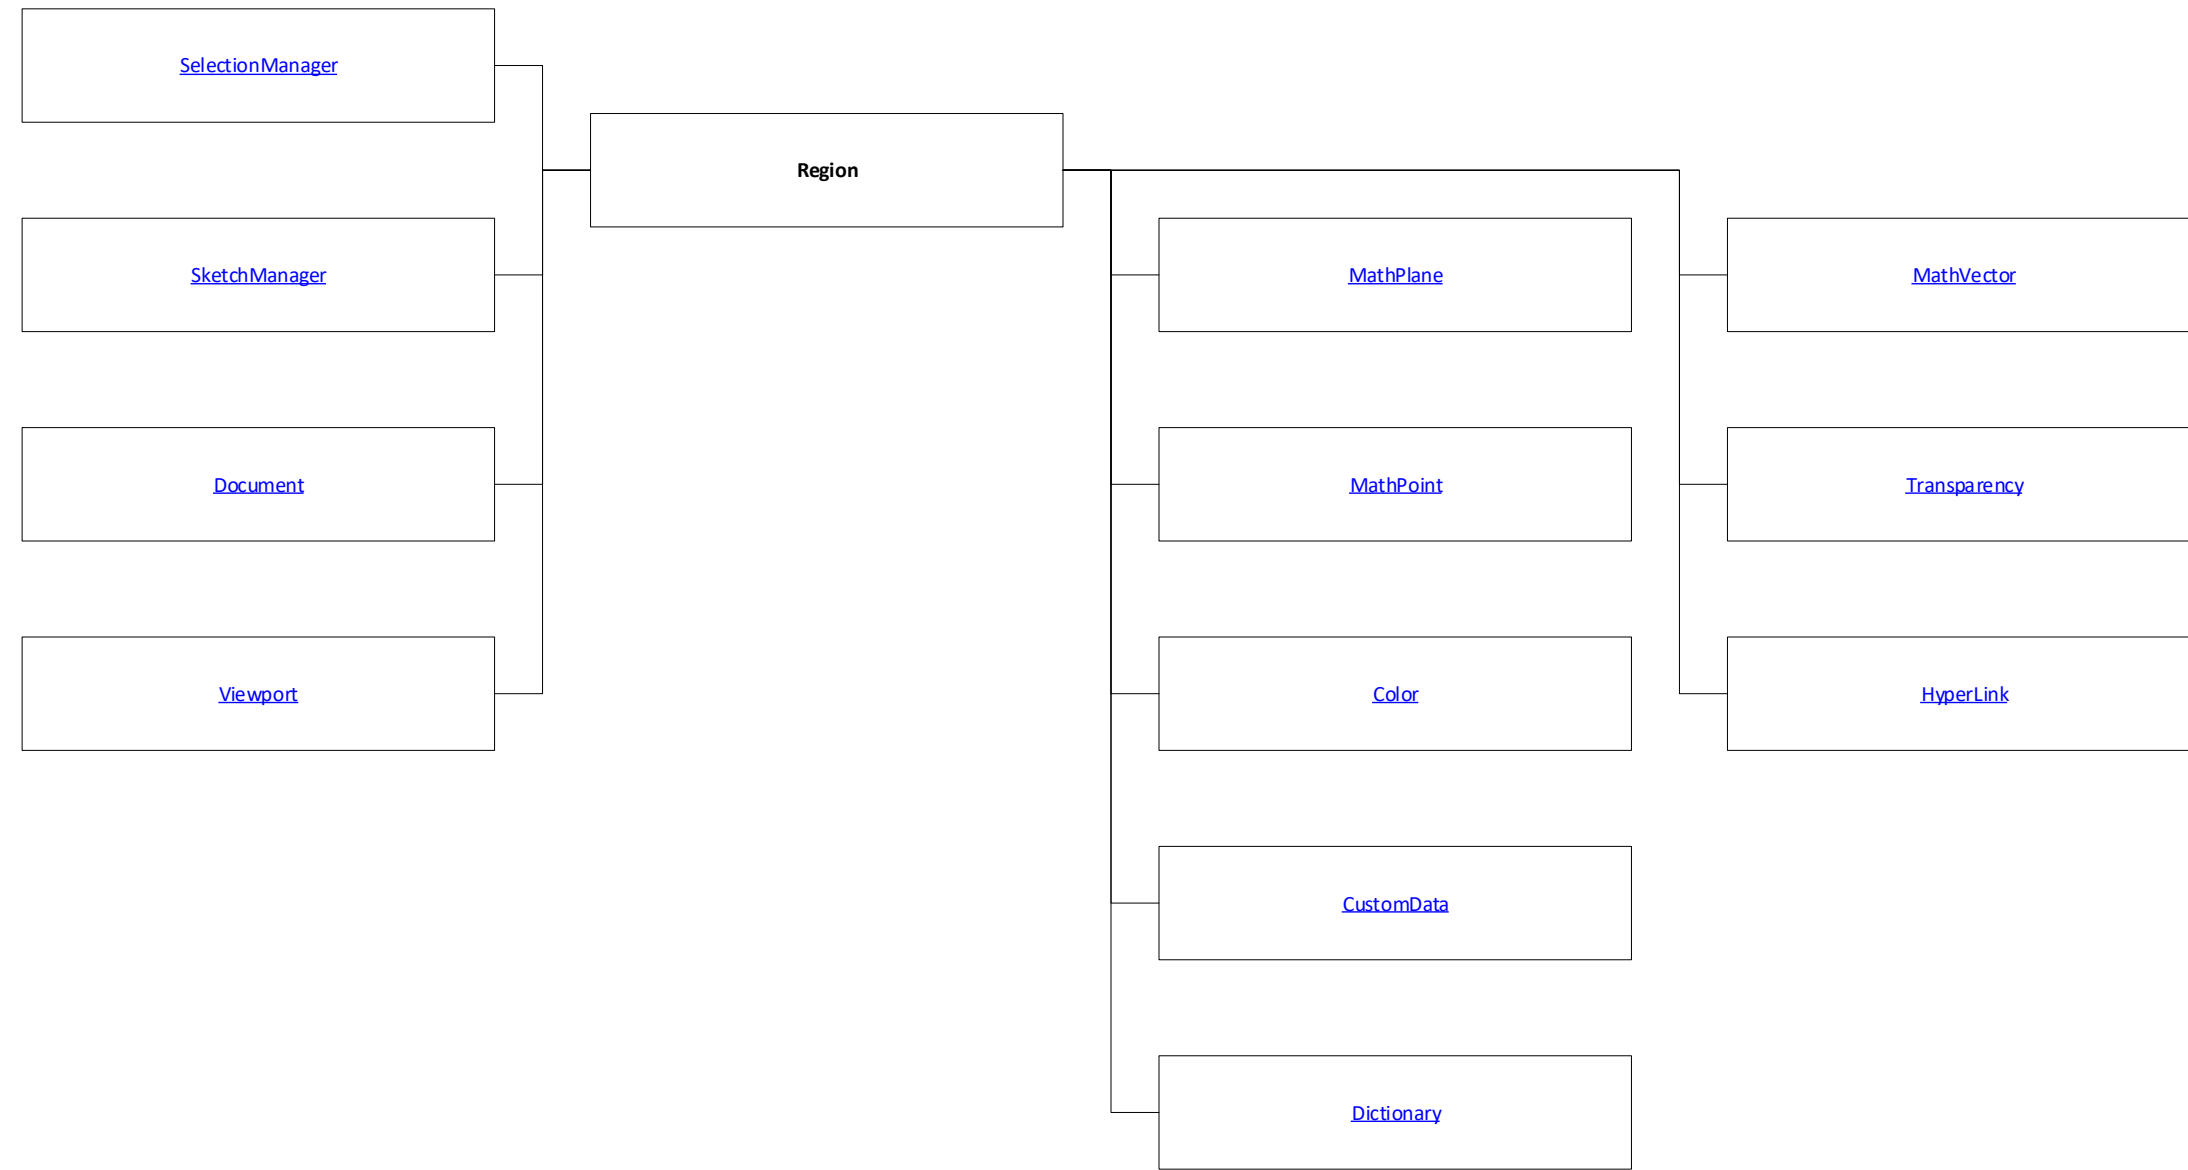 SelectionManager
Region
SketchManager
MathPlane
MathVector
Document
MathPoint
Transparency
Viewport
Color
HyperLink
CustomData
Dictionary